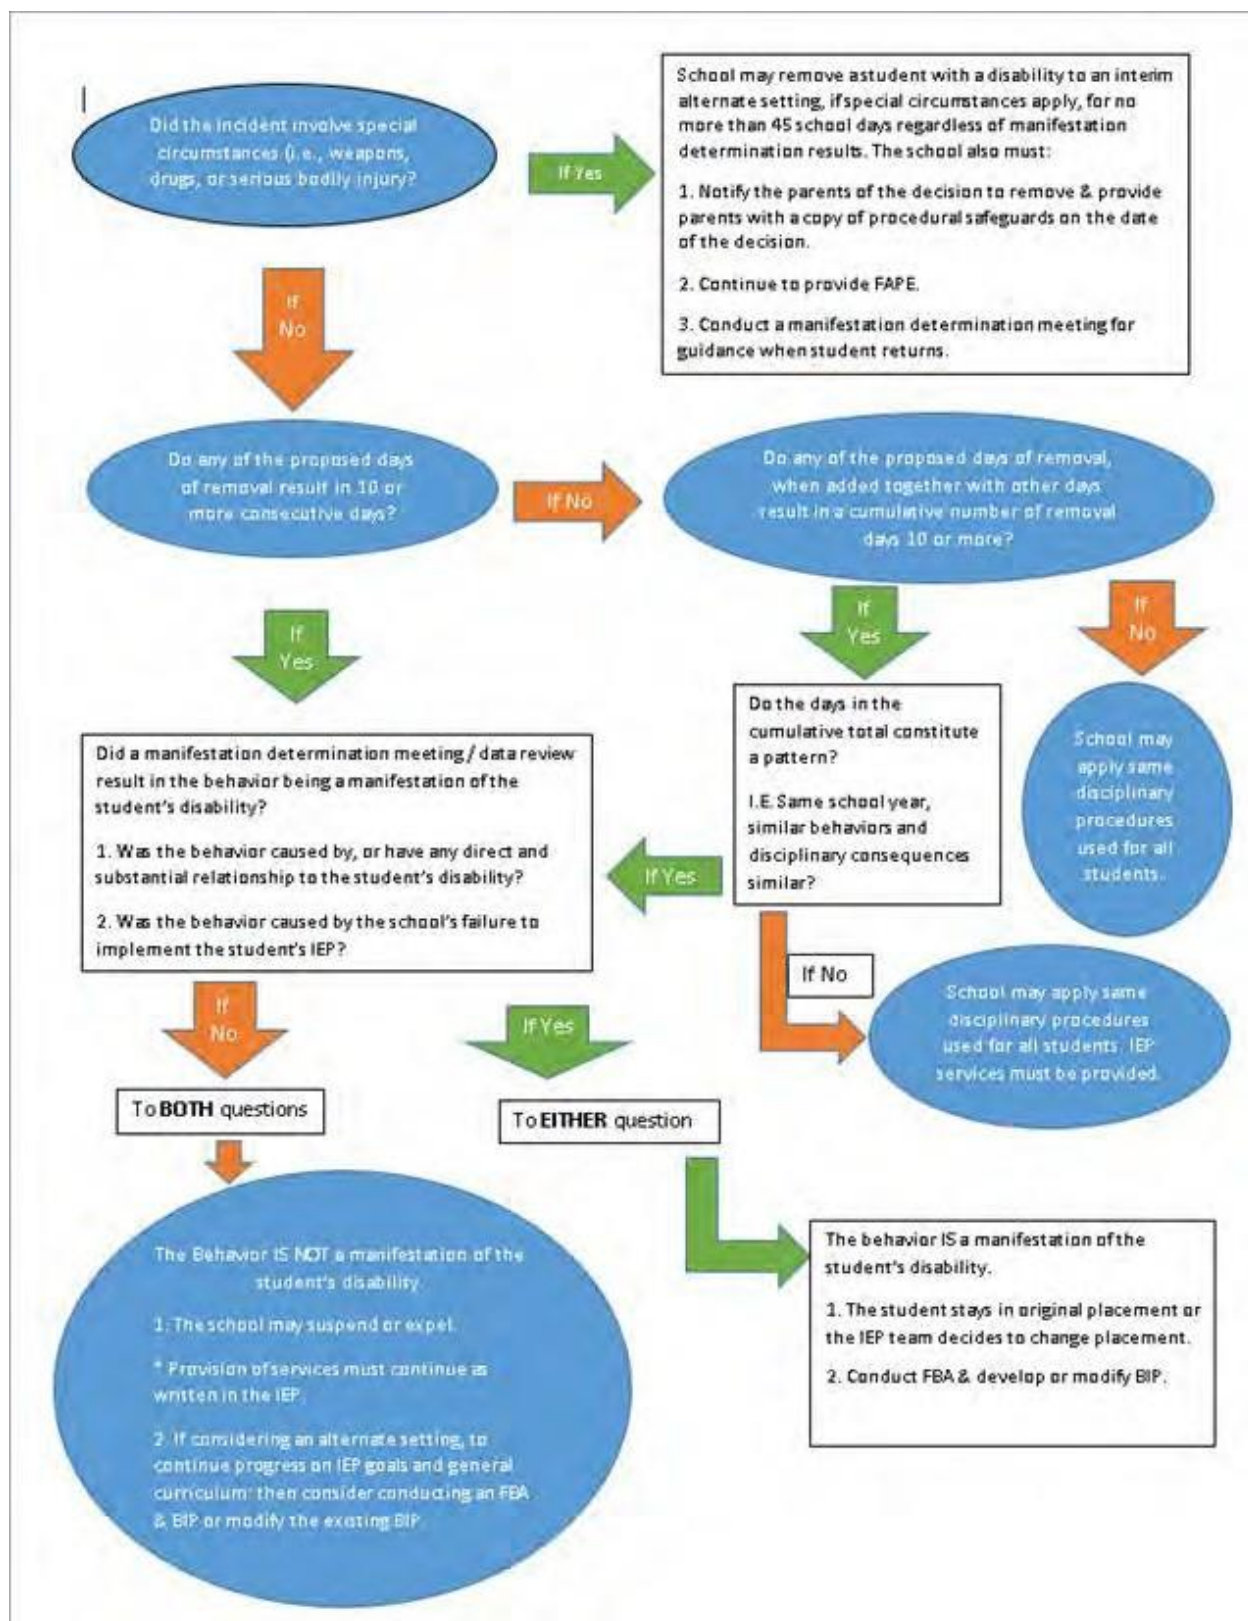 Did the incident involve special
circumstances (i.e., weapons,
drugs, or serious bodily injury?
If Yes
School may remove astudent with a disability to an interim
alternate setting, if special circumstances apply, for no
more than 45 school days regardless of manifestation
determination results. The school also must:
1. Notify the parents of the decision to remove & provide
parents with a copy of procedural safeguards on the date
of the decision.
2. Continue to provide FAPE.
3. Conduct a manifestation determination meeting for
guidance when student returns.
If
No
Do any of the proposed days
of removal result in 10 or
more consecutive days?
If No
Do any of the proposed days of removal,
when added together with other days
result in a cumulative number of removal
days 10 or more?
If
Yes
If
Yes
If
No
Do the days in the
cumulative total constitute
a pattern?
I.E. Same school year,
similar behaviors and
disciplinary consequences
similar?
School may
apply same
disciplinary
procedures
used for all
students.
Did a manifestation determination meeting / data review
result in the behavior being a manifestation of the
student's disability?
1. Was the behavior caused by, or have any direct and
substantial relationship to the student's disability?
2. Was the behavior caused by the school's failure to
implement the student's IEP?
If Yes
If No
School may apply same
disciplinary procedures
used for all students. IEP
services must be provided.
If
No
If Yes
To BOTH questions
To EITHER question
The Behavior IS NOT a manifestation of the
student's disability
1. The school may suspend or expel.
* Provision of services must continue as
written in the IEP.
2. If considering an alternate setting, to
continue progress on IEP goals and general
curriculum: then consider conducting an FBA
& BIP or modify the existing BIP.
The behavior IS a manifestation of the
student's disability.
1. The student stays in original placement or
the IEP team decides to change placement.
2. Conduct FBA & develop or modify BIP.